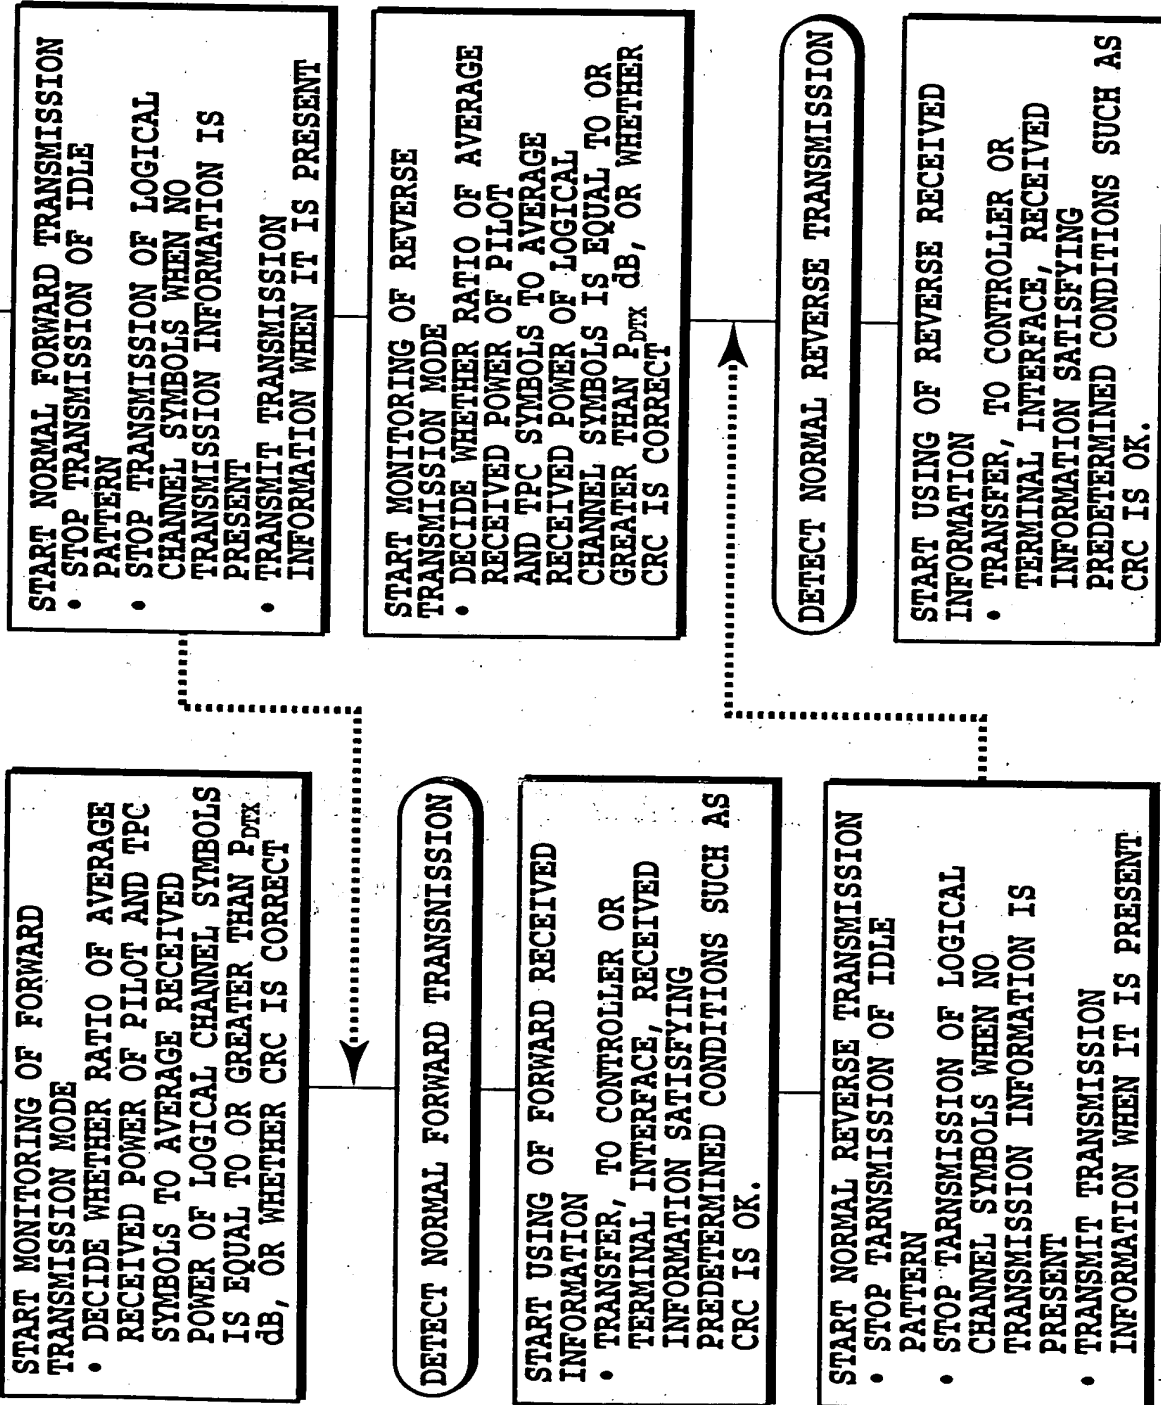 START MONITORING OF FORWARD
TRANSMISSION MODE
• DECIDE WHETHER RATIO OF AVERAGE
RECEIVED POWER OF PILOT AND TPC
SYMBOLS TO AVERAGE RECEIVED
POWER OF LOGICAL CHANNEL SYMBOLS
IS EQUAL TO OR GREATER THAN PDTX
dB, OR WHETHER CRC IS CORRECT
DETECT NORMAL FORWARD TRANSNISSION
START USING OF FORWARD RECEIVED
INFORMATION
• TRANSFER, TO CONTROLLER OR
TERMINAL INTERFACE, RECEIVED
INFORMATION SATISFYING
PREDETERMINED CONDITIONS SUCH AS
CRC IS OK.
START NORMAL REVERSE TRANSMISSION
• STOP TARNSMISSION OF IDLE
PATTERN
• STOP TARNSMISSION OF LOGICAL
CHANNEL SYMBOLS WHEN NO
TRANSMISSION INFORMATION IS
PRESENT
• TRANSMIT TRANSMISSION
INFORMATION WHEN IT IS PRESENT
START NORMAL FORWARD TRANSMISSION
• STOP TRANSMISSION OF IDLE
PATTERN
• STOP TRANSMISSION OF LOGICAL
CHANNEL SYMBOLS WHEN NO
TRANSMISSION INFORMATION IS
PRESENT
• TRANSMIT TRANSMISSION
INFORMATION WHEN IT IS PRESENT
START MONITORING OF REVERSE
TRANSMISSION MODE
• DECIDE WHETHER RATIO OF AVERAGE
RECEIVED POWER OF PILOT
AND TPC SYMBOLS TO AVERAGE
RECEIVED POWER OF LOGICAL
CHANNEL SYMBOLS IS EQUAL TO OR
GREATER THAN PDTX dB, OR WHETHER
CRC IS CORRECT
DETECT NORMAL REVERSE TRANSMISSION
START USING OF REVERSE RECEIVED
INFORMATION
• TRANSFER, TO CONTROLLER OR
TERMINAL INTERFACE, RECEIVED
INFORMATION SATISFYING
PREDETERMINED CONDITIONS SUCH AS
CRC IS OK.